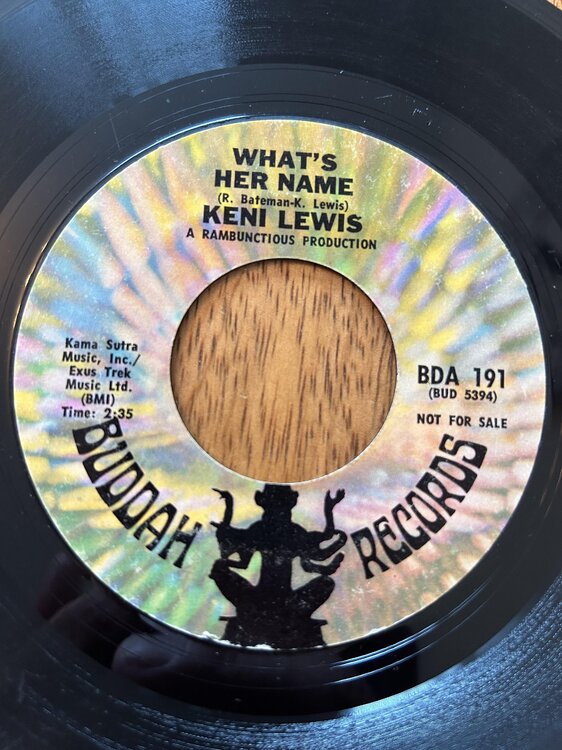 WHAT'S
HER NAME
(R. Bateman-K. Lewis)
KENI LEWIS
A RAMBUNCTIOUS PRODUCTION
Kama Sutra
Music, Inc./
Exus Trek
Music Ltd.
(BMI)
Time: 2:35
BDA 191
(BUD 5394)
NOT FOR SALE
BUDDAH RECORDS